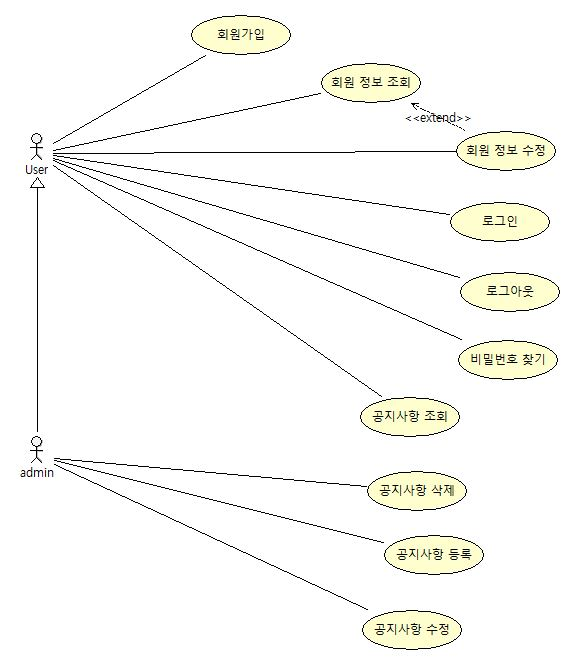 회원가입
회원 정보 조회
<<extend>>
회원 정보 수정
User
로그인
로그아웃
비밀번호 찾기
공지사항 조회
admin
공지사항 삭제
공지사항 등록
공지사항 수정